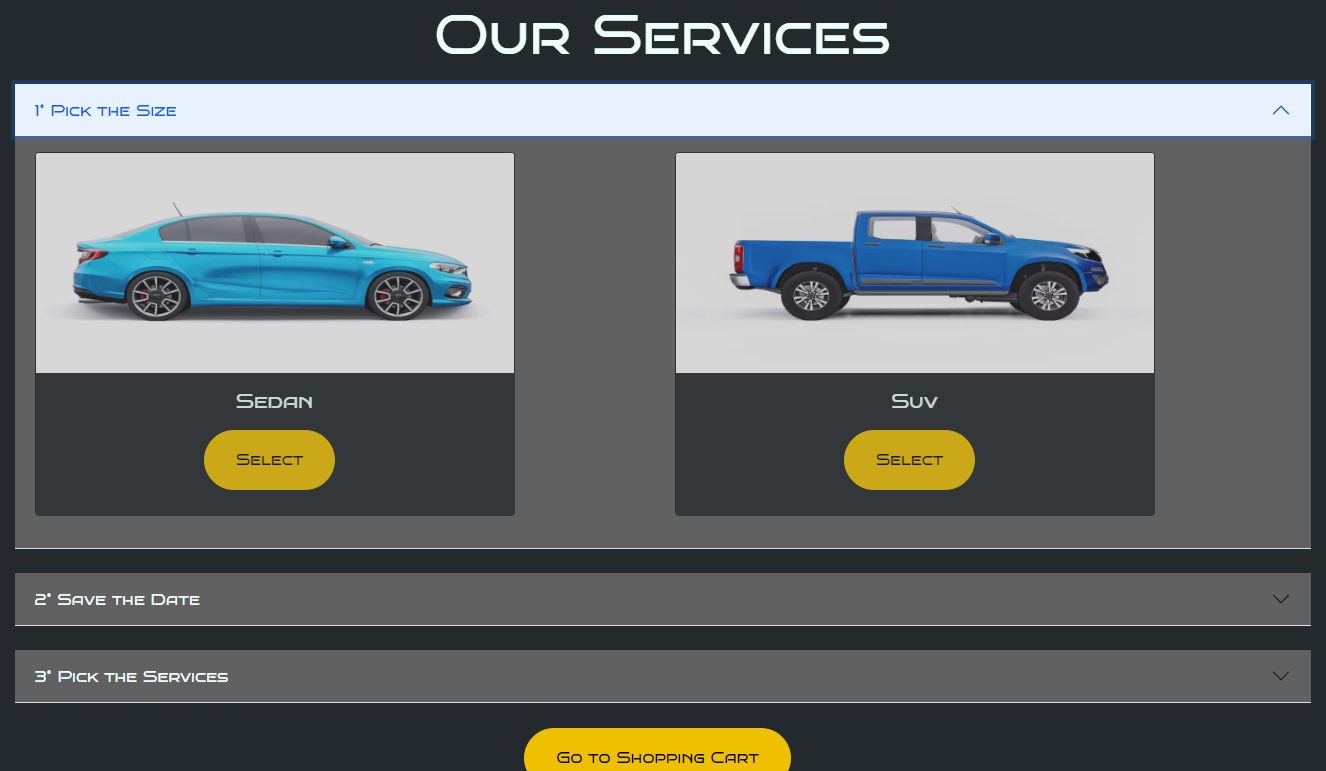 Our Services
1° Pick the Size
Sedan
Suv
Select
Select
2° Save the Date
3° Pick the Services
Go to Shopping Cart